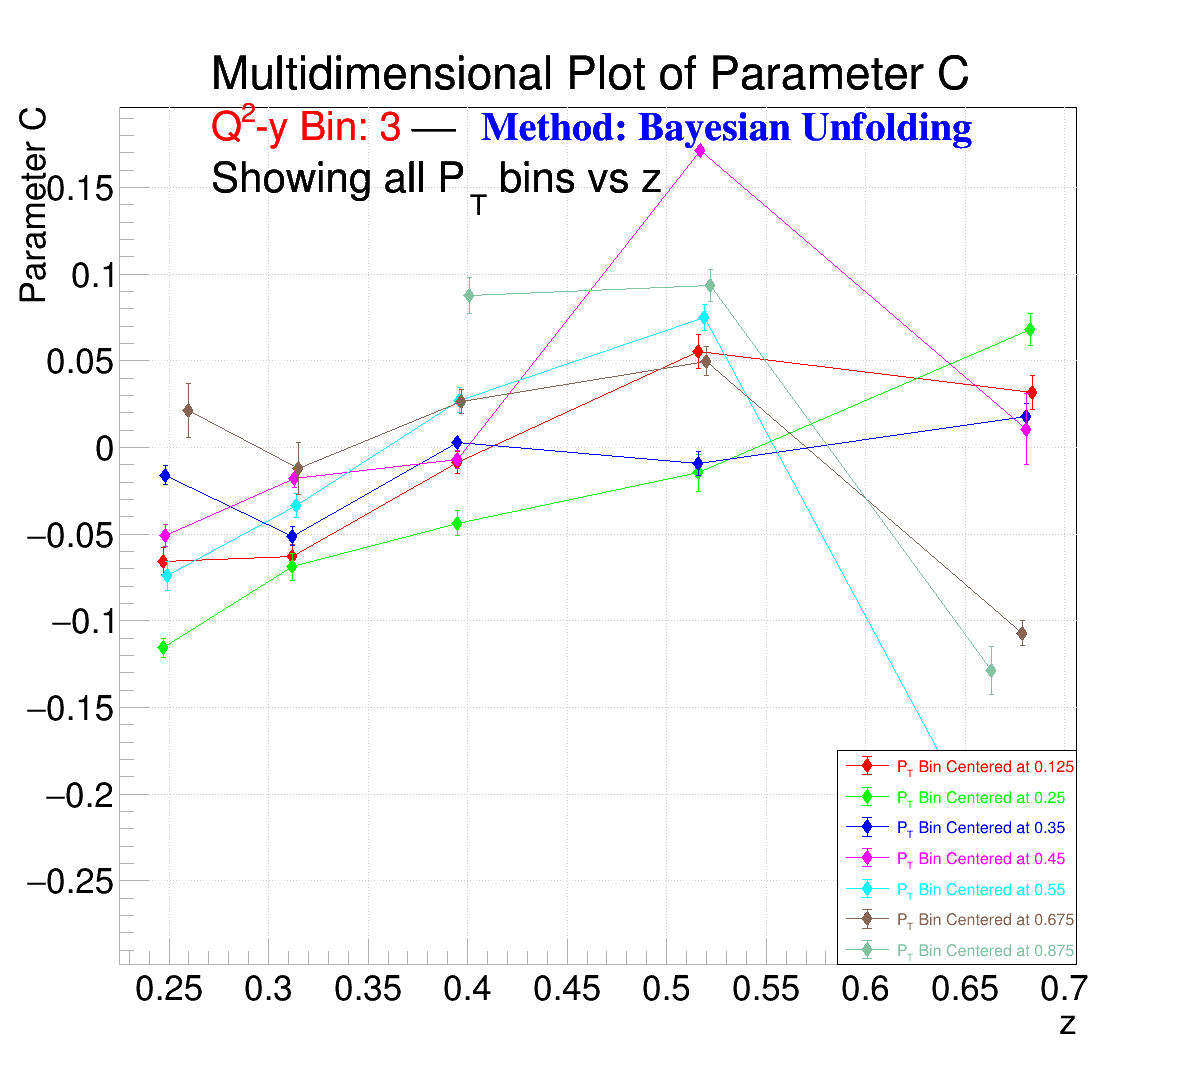 Multidimensional Plot of Parameter C
Q2-y Bin: 3 — Method: Bayesian Unfolding
Showing all PT bins vs z
Parameter C
0.15
0.1
0.05
0
−0.05
−0.1
−0.15
−0.2
−0.25
PT Bin Centered at 0.125
PT Bin Centered at 0.25
PT Bin Centered at 0.35
PT Bin Centered at 0.45
PT Bin Centered at 0.55
PT Bin Centered at 0.675
PT Bin Centered at 0.875
0.25 0.3 0.35 0.4 0.45 0.5 0.55 0.6 0.65 0.7
z